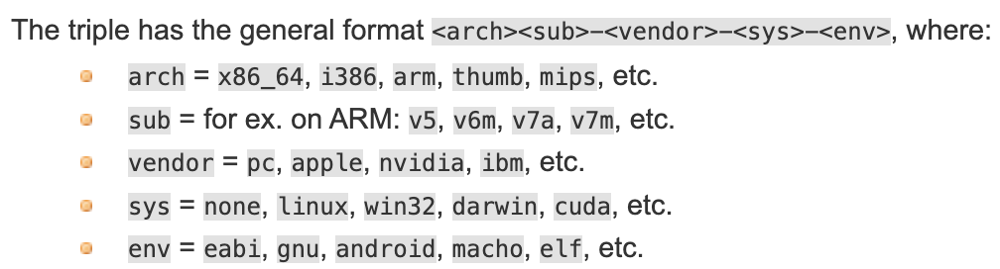 The triple has the general format <arch><sub>-<vendor>-<sys>-<env>, where:
arch = x86_64, i386, arm, thumb, mips, etc.
sub = for ex. on ARM: v5, v6m, v7a, v7m, etc.
vendor = pc, apple, nvidia, ibm, etc.
sys = none, linux, win32, darwin, cuda, etc.
env = eabi, gnu, android, macho, elf, etc.